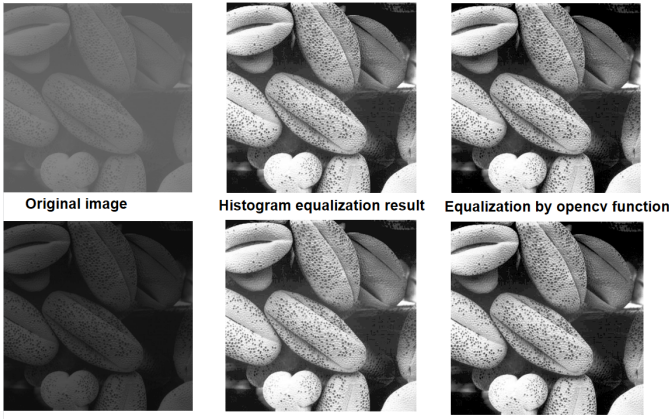 Original image
Histogram equalization result
Equalization by opencv function